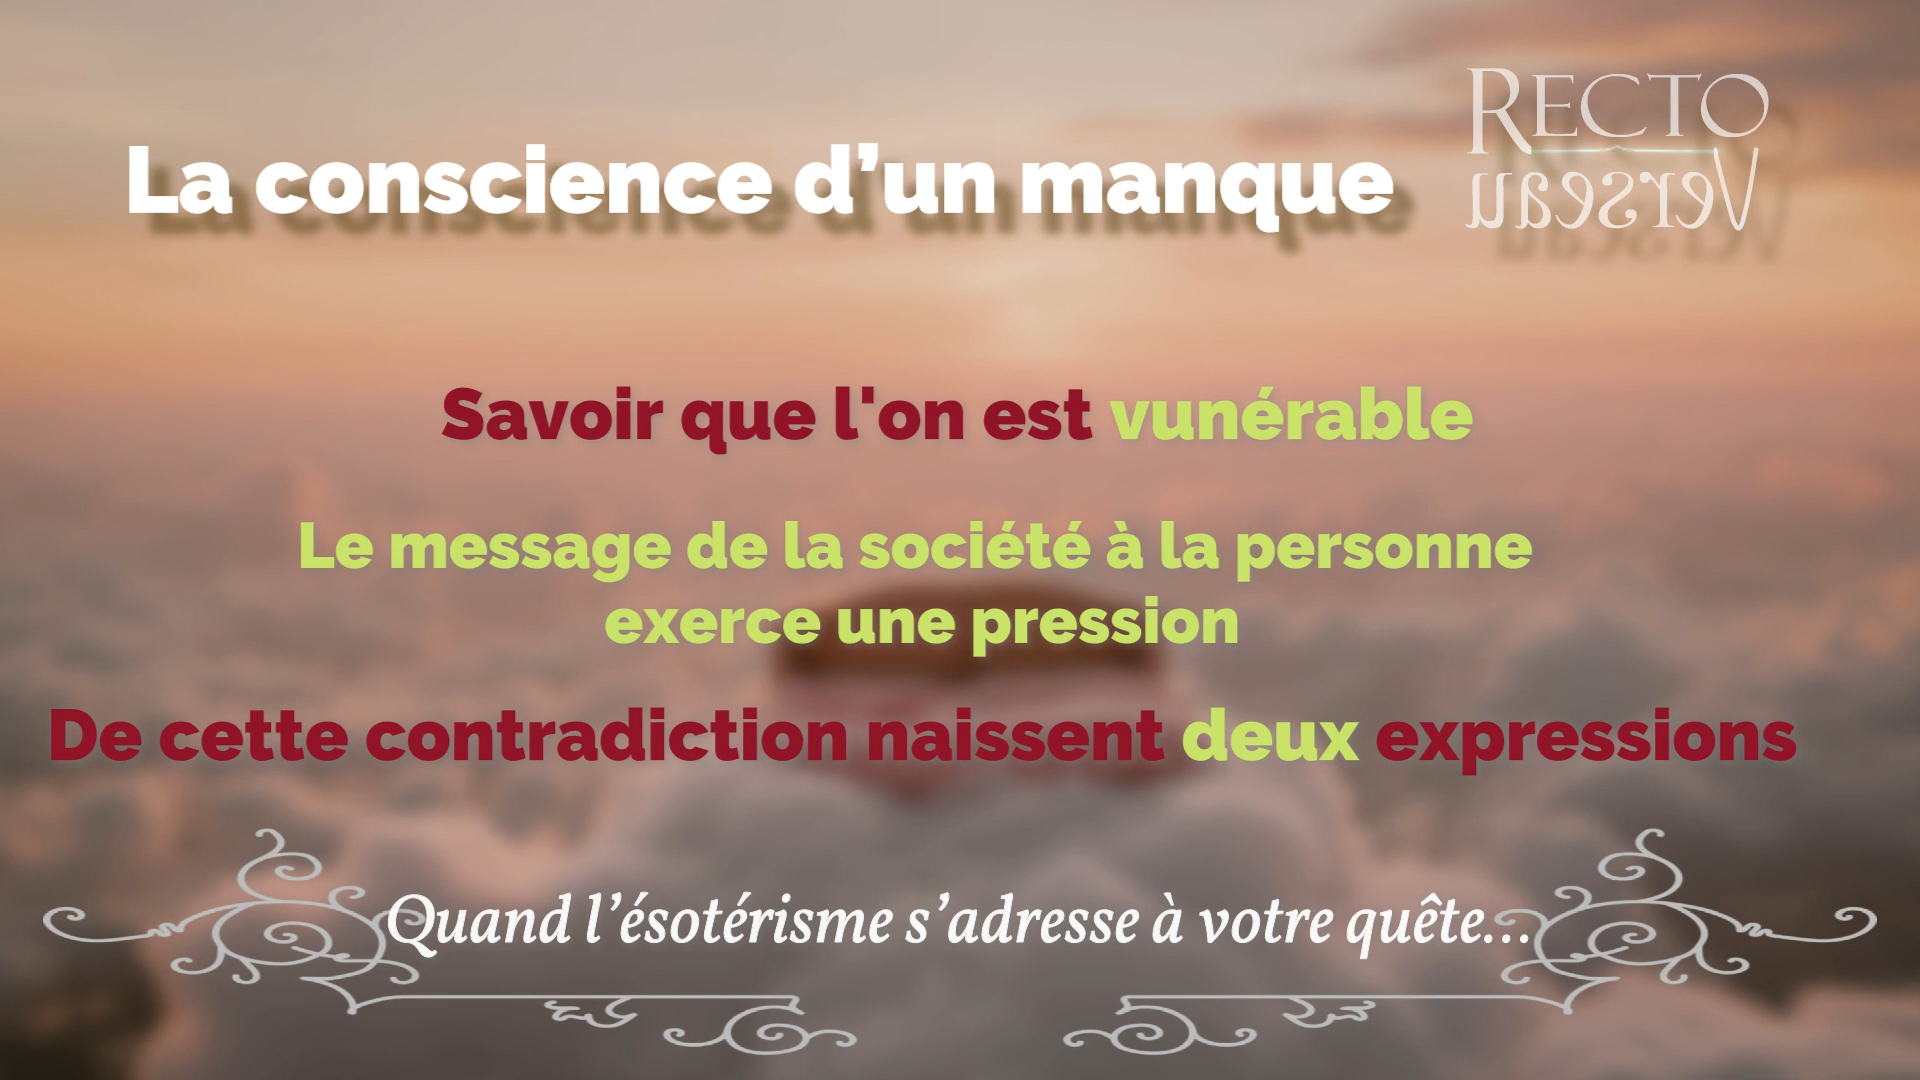 La conscience d’un manque
RECTO
Verseau
Savoir que l'on est vunérable
Le message de la société à la personne
exerce une pression
De cette contradiction naissent deux expressions
Quand l’ésotérisme s’adresse à votre quête...